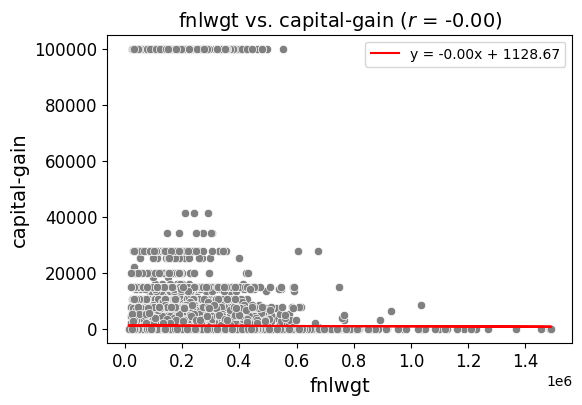 fnlwgt vs. capital-gain (r = -0.00)
y = -0.00x + 1128.67
100000
80000
60000
40000
20000
0
capital-gain
0.0 0.2 0.4 0.6 0.8 1.0 1.2 1.4
1e6
fnlwgt